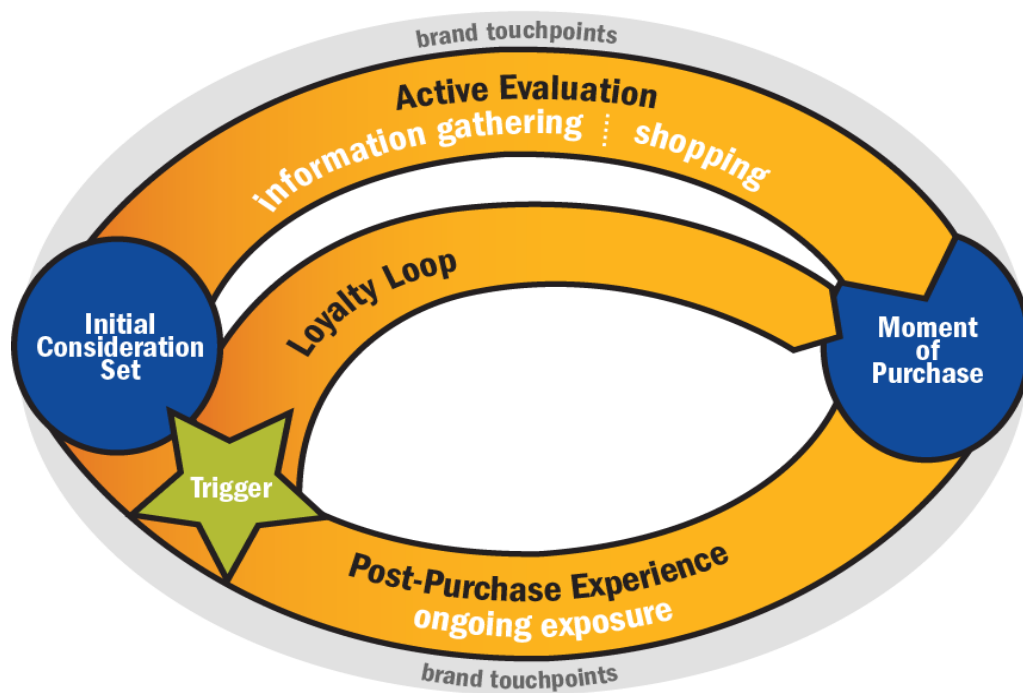 brand touchpoints
Active Evaluation
information gathering
shopping
Loyalty Loop
Initial
Consideration
Set
Moment
of
Purchase
Trigger
Post-Purchase Experience
ongoing exposure
brand touchpoints